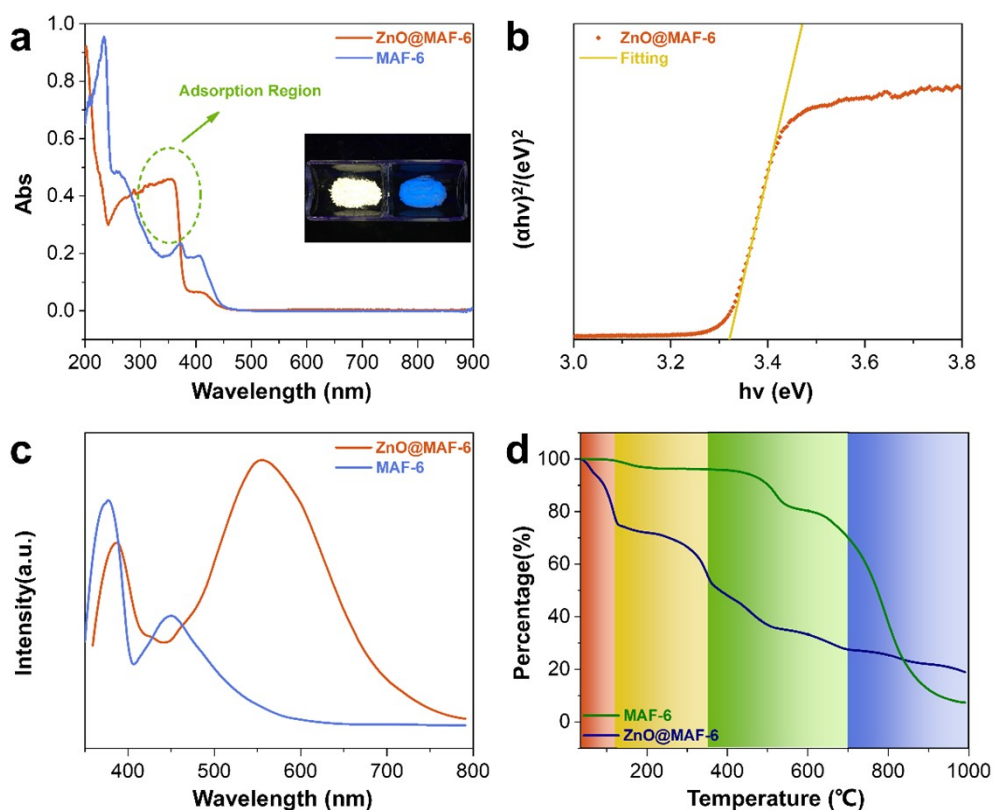 a
1.0
0.8
0.6
0.4
0.2
0.0
Abs
ZnO@MAF-6
MAF-6
Adsorption Region
200 300 400 500 600 700 800 900
Wavelength (nm)
b
ZnO@MAF-6
Fitting
(αhν)²/(eV)²
3.0 3.2 3.4 3.6 3.8
hν (eV)
c
ZnO@MAF-6
MAF-6
Intensity(a.u.)
400 500 600 700 800
Wavelength (nm)
d
100
80
60
40
20
0
Percentage(%)
MAF-6
ZnO@MAF-6
200 400 600 800 1000
Temperature (℃)